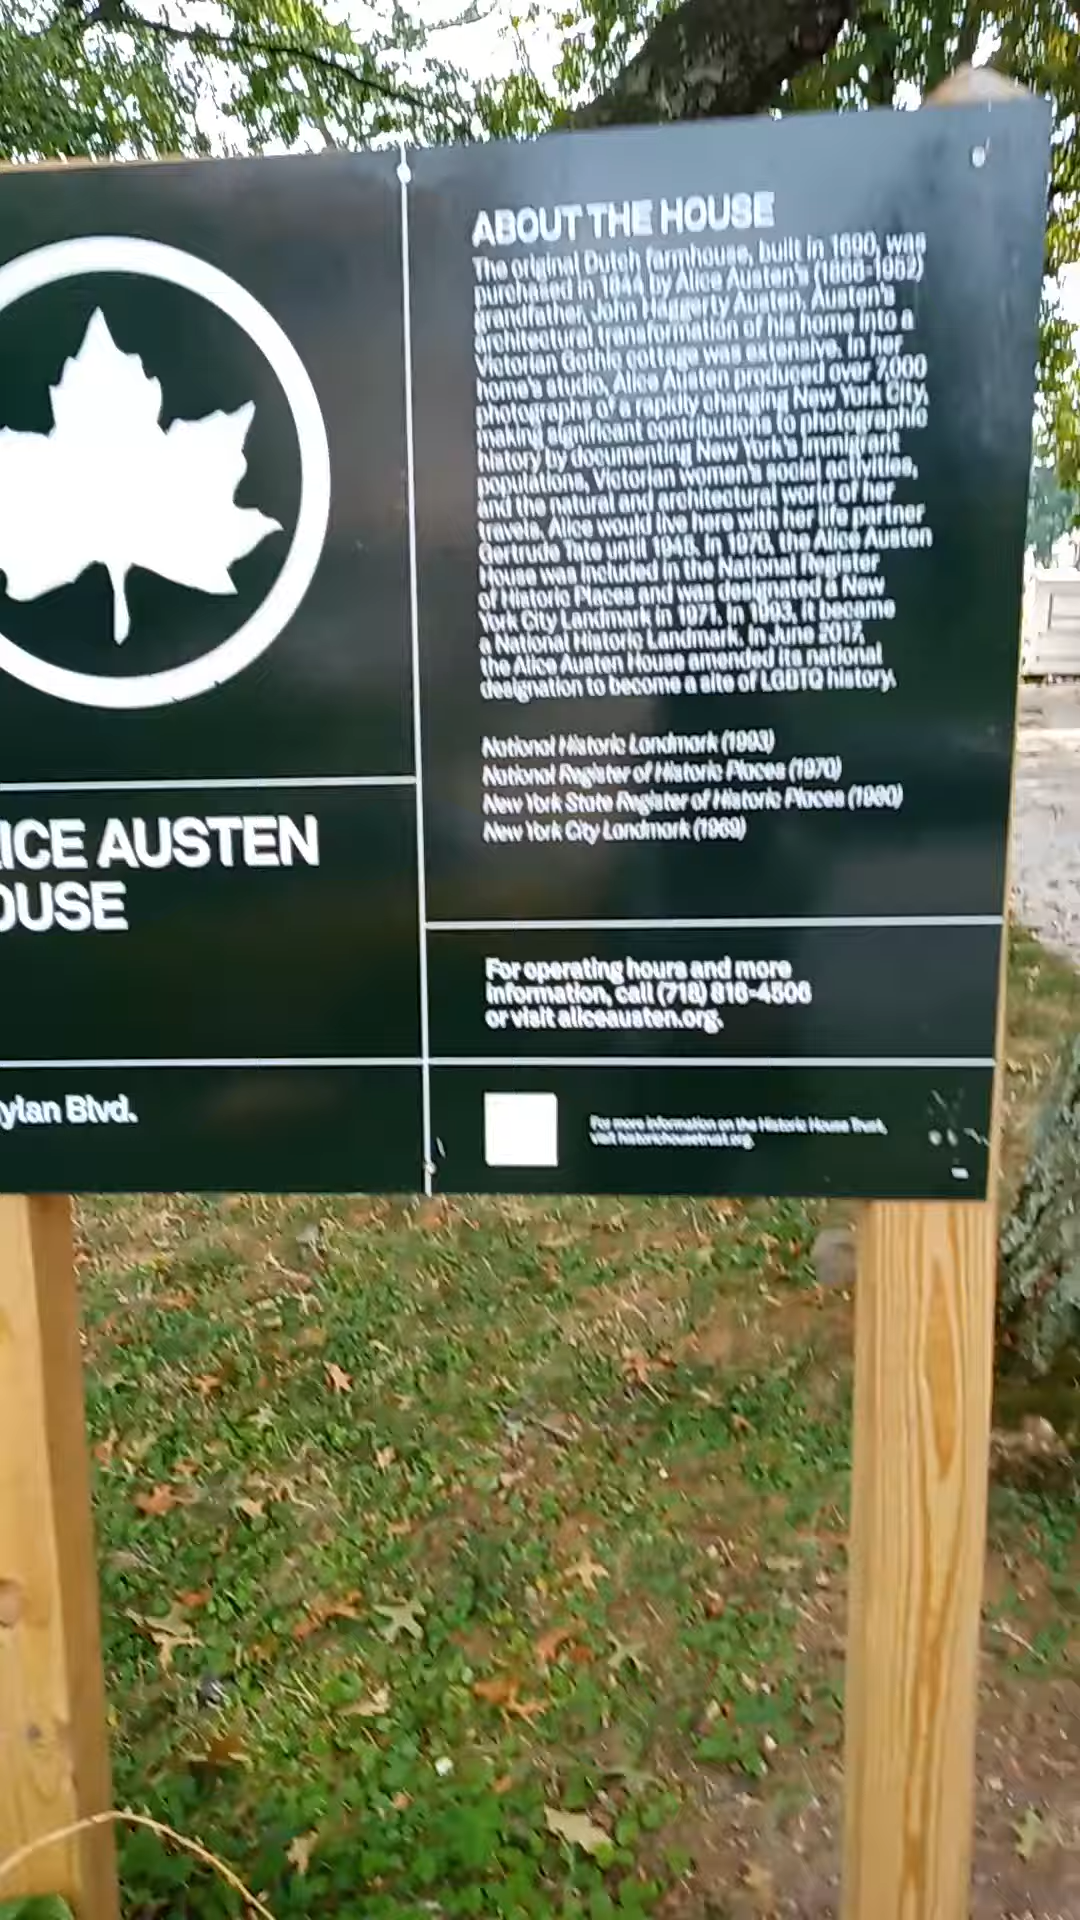 ABOUT THE HOUSE
The original Dutch farmhouse, built in 1690, was
purchased in 1844 by Alice Austen's (1866-1952)
grandfather, John Haggerty Austen. Austen's
architectural transformation of his home into a
Victorian Gothic cottage was extensive. In her
home's studio, Alice Austen produced over 7,000
photographs of a rapidly changing New York City,
making significant contributions to photographic
history by documenting New York's immigrant
populations, Victorian women's social activities,
and the natural and architectural world of her
travels. Alice would live here with her life partner
Gertrude Tate until 1945. In 1970, the Alice Austen
House was included in the National Register
of Historic Places and was designated a New
York City Landmark in 1971. In 1993, it became
a National Historic Landmark. In June 2017,
the Alice Austen House amended its national
designation to become a site of LGBTQ history.
National Historic Landmark (1993)
National Register of Historic Places (1970)
New York State Register of Historic Places (1980)
New York City Landmark (1969)
ICE AUSTEN
OUSE
For operating hours and more
information, call (718) 816-4506
or visit aliceausten.org.
ylan Blvd.
For more information on the Historic House Trust,
visit historichousetrust.org.